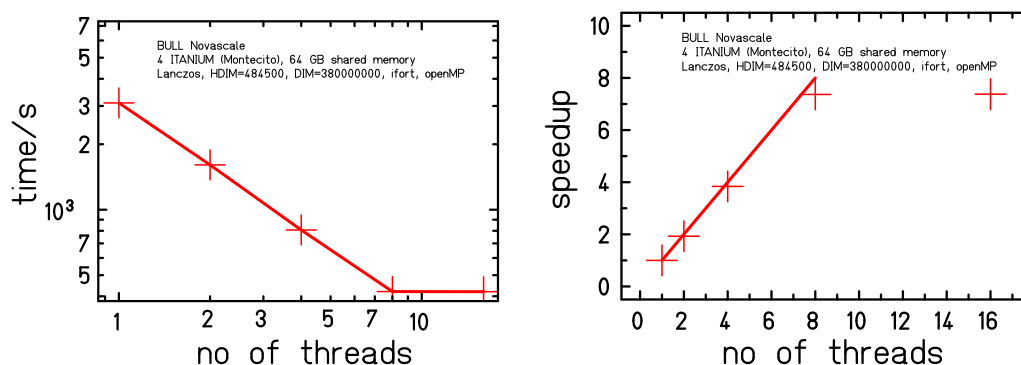 7
BULL Novascale
4 ITANIUM (Montecito), 64 GB shared memory
Lanczos, HDIM=484500, DIM=380000000, ifort, openMP
3
2
10³
7
5
time/s
1 2 3 5 7 10
no of threads
10
BULL Novascale
4 ITANIUM (Montecito), 64 GB shared memory
Lanczos, HDIM=484500, DIM=380000000, ifort, openMP
8
6
4
2
0
speedup
0 2 4 6 8 10 12 14 16
no of threads